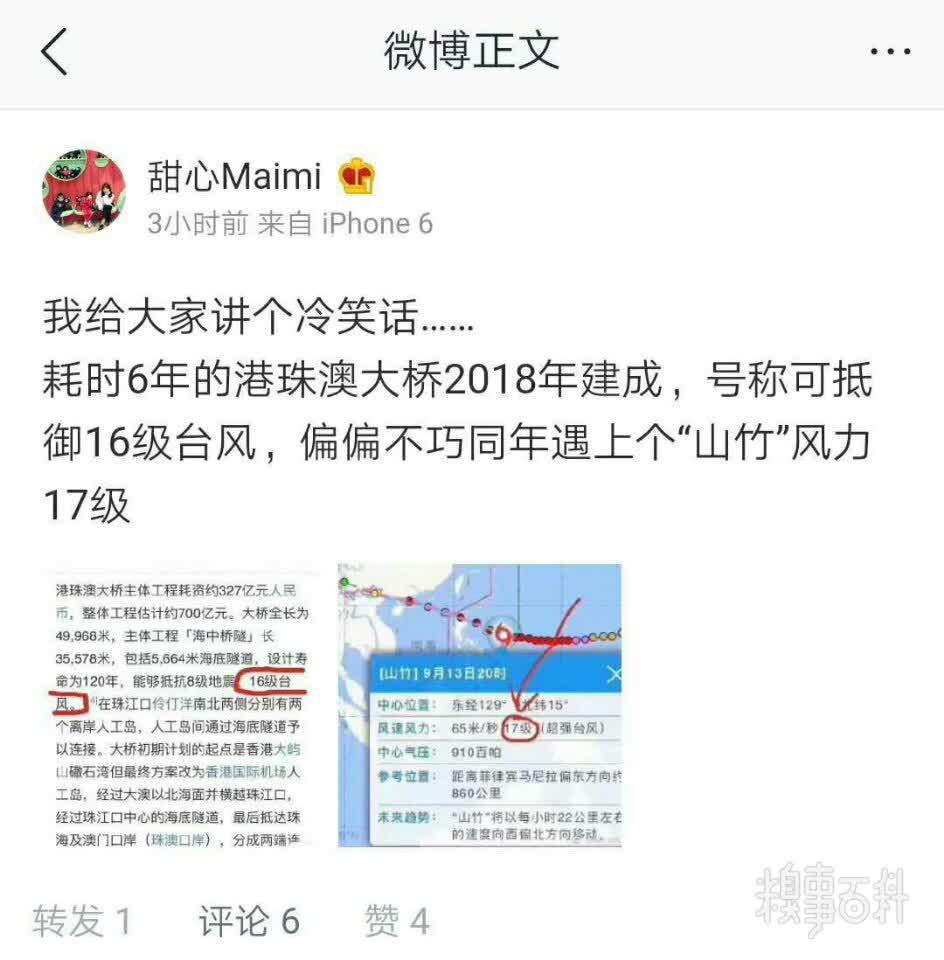 微博正文
甜心Maimi
3小时前 来自 iPhone 6
我给大家讲个冷笑话......
耗时6年的港珠澳大桥2018年建成，号称可抵
御16级台风，偏偏不巧同年遇上个“山竹”风力
17级
港珠澳大桥主体工程耗资约327亿元人民
币，整体工程估计约700亿元。大桥全长为
49,968米，主体工程「海中桥隧」长
35,578米，包括5,664米海底隧道，设计寿
命为120年，能够抵抗8级地震、16级台
风。在珠江口伶仃洋南北两侧分别有两
个离岸人工岛，人工岛间通过海底隧道予
以连接。大桥初期计划的起点是香港大屿
山𥕢石湾但最终方案改为香港国际机场人
工岛，经过大澳以北海面并横越珠江口，
经过珠江口中心的海底隧道，最后抵达珠
海及澳门口岸（珠澳口岸），分成两端连
[山竹] 9月13日20时
中心位置： 东经129° 北纬15°
风速风力： 65米/秒 17级 (超强台风)
中心气压： 910百帕
参考位置： 距离菲律宾马尼拉偏东方向约
860公里
未来趋势： “山竹”将以每小时22公里左右
的速度向西偏北方向移动。
转发 1 评论 6 赞 4
糗事百科